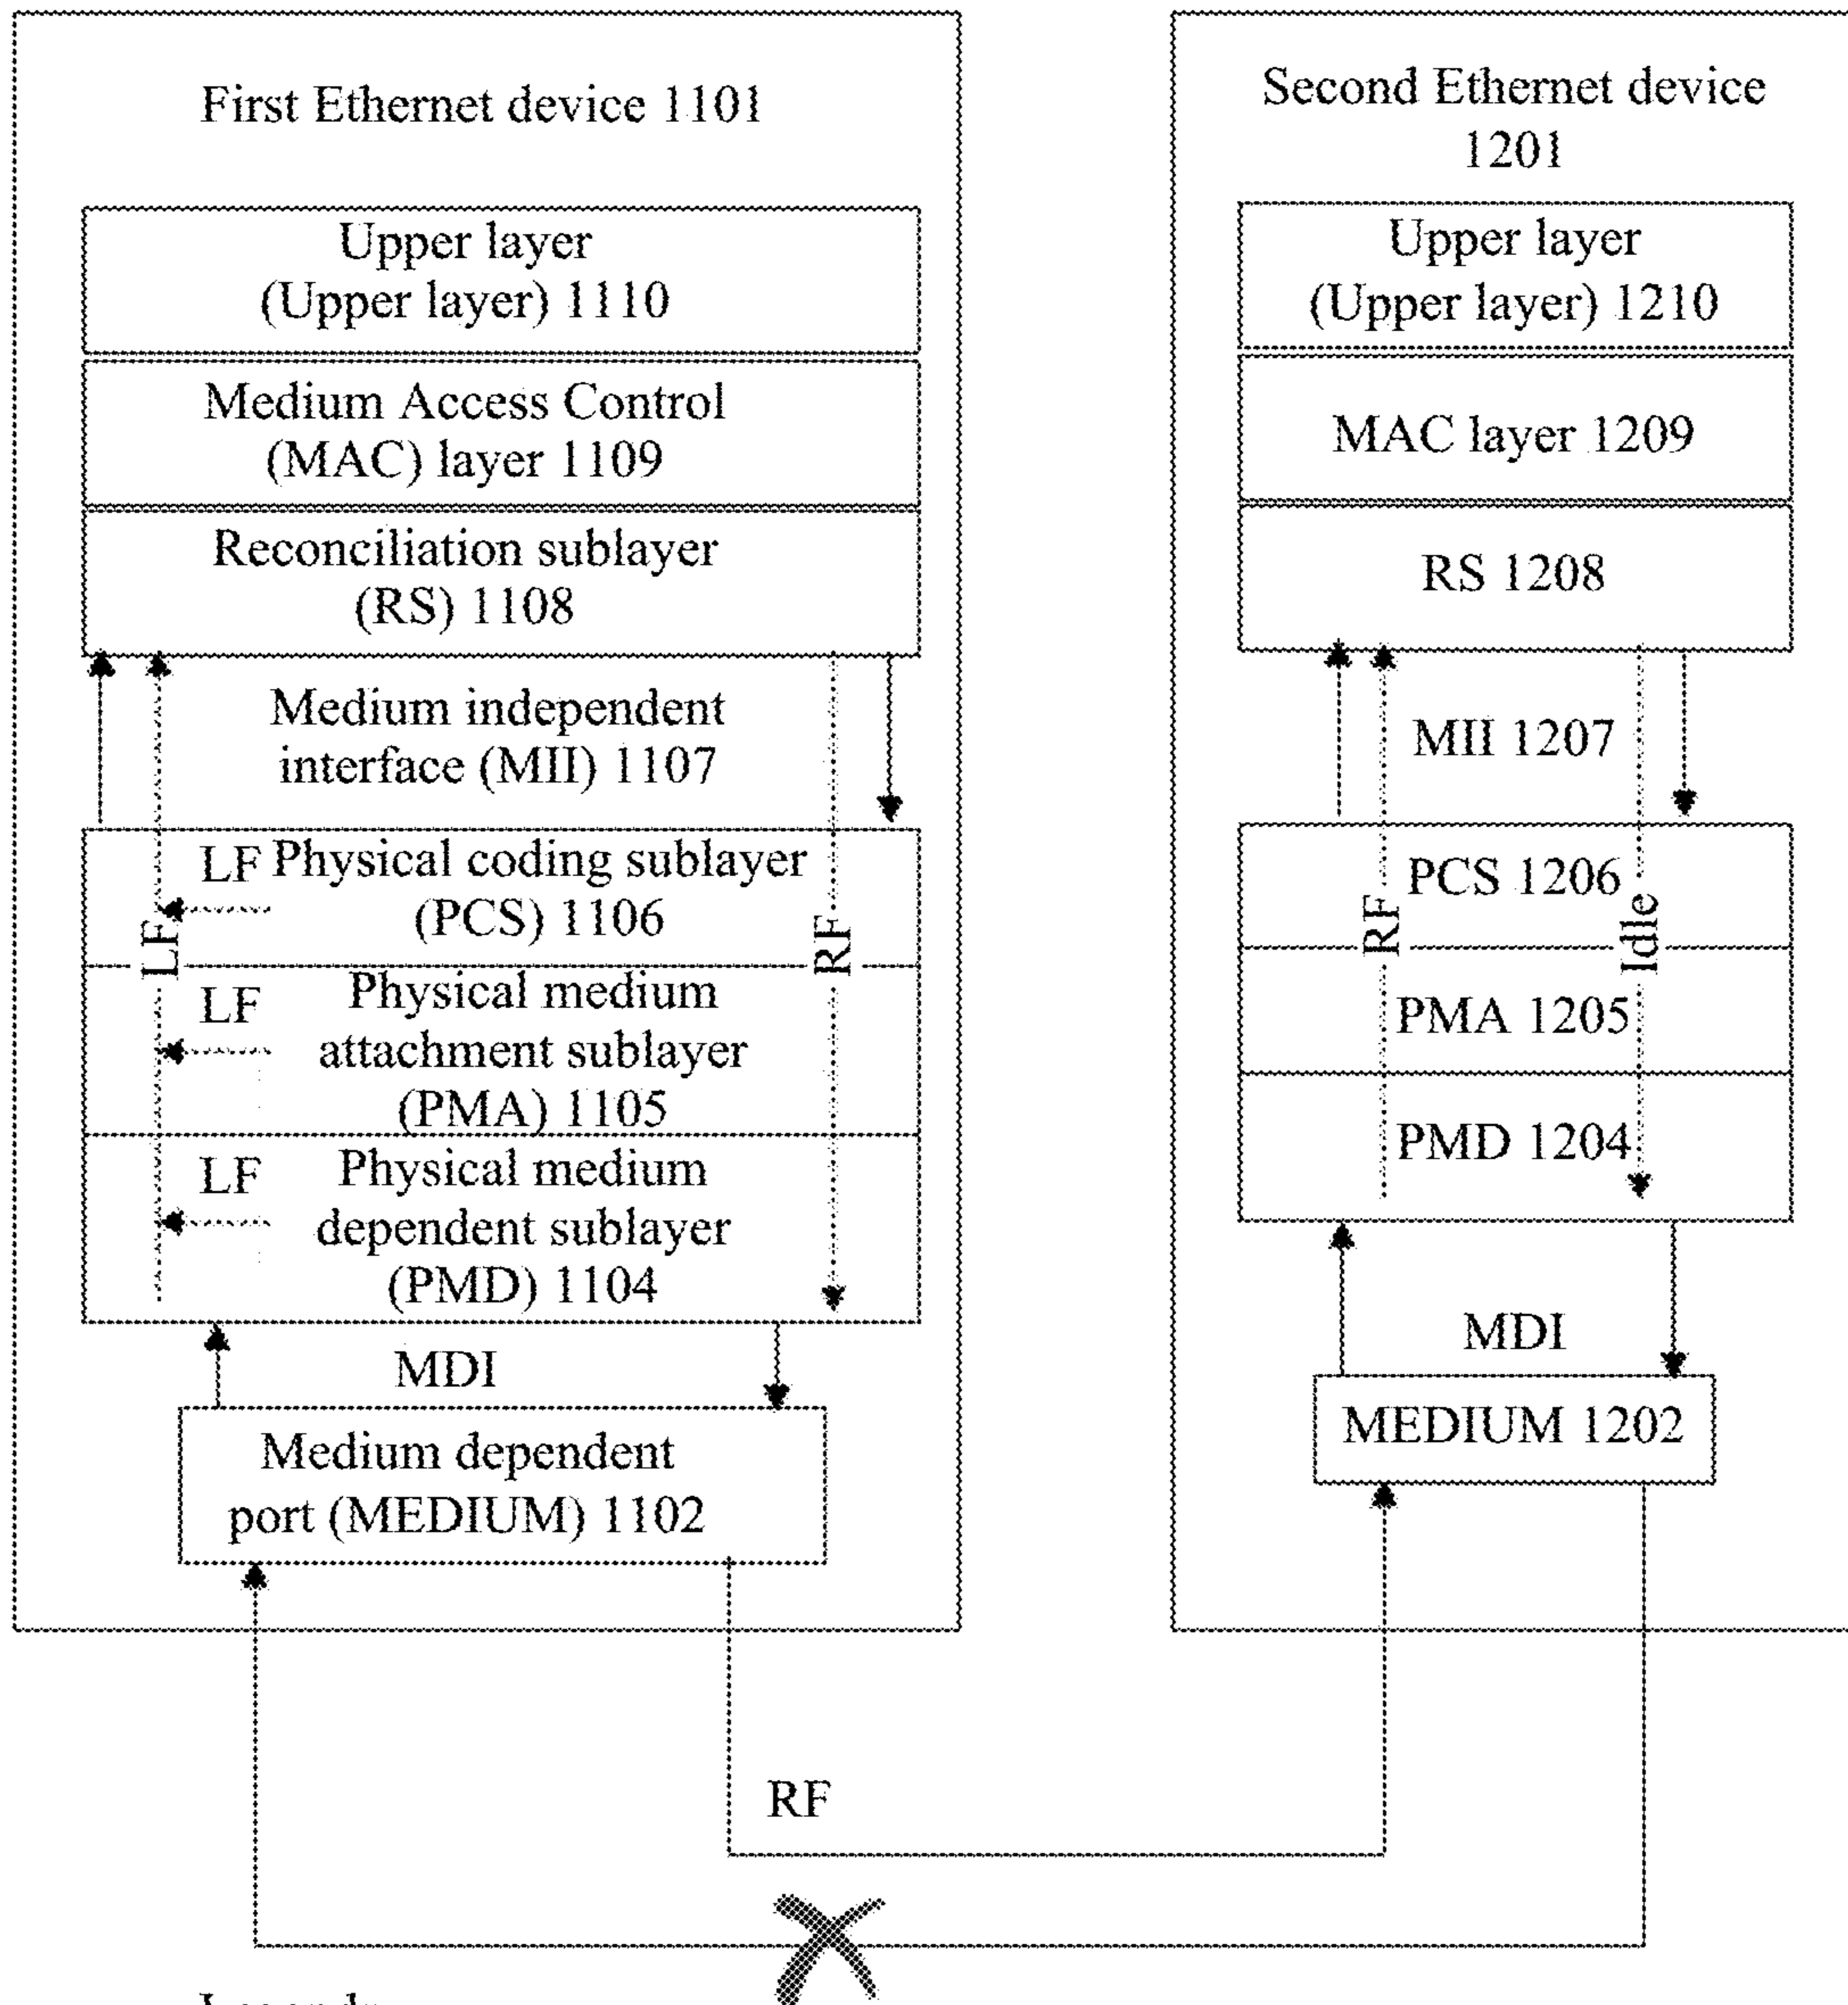 First Ethernet device 1101
Upper layer
(Upper layer) 1110
Medium Access Control
(MAC) layer 1109
Reconciliation sublayer
(RS) 1108
Medium independent
interface (MII) 1107
LF
Physical coding sublayer
(PCS) 1106
LF
RF
LF
Physical medium
attachment sublayer
(PMA) 1105
LF
Physical medium
dependent sublayer
(PMD) 1104
MDI
Medium dependent
port (MEDIUM) 1102
Second Ethernet device
1201
Upper layer
(Upper layer) 1210
MAC layer 1209
RS 1208
MII 1207
PCS 1206
RF
Idle
PMA 1205
PMD 1204
MDI
MEDIUM 1202
RF